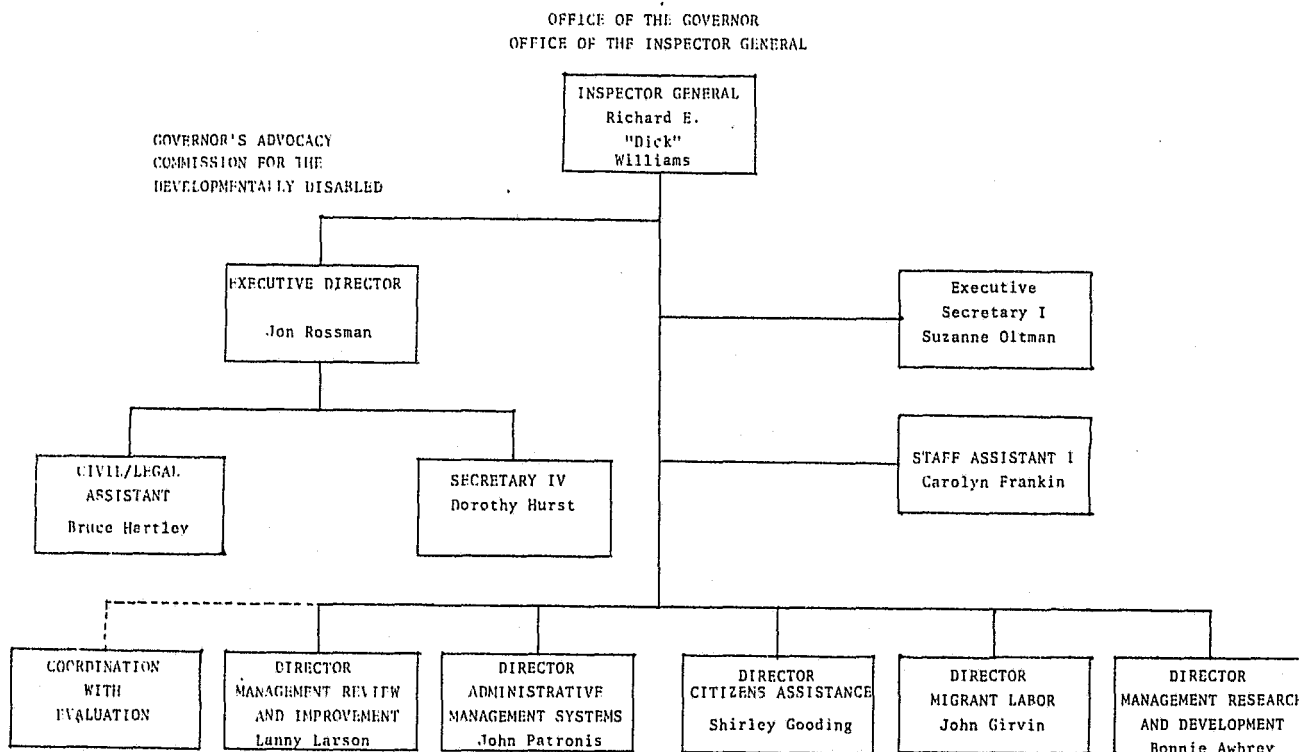 OFFICE OF THE GOVERNOR
OFFICE OF THE INSPECTOR GENERAL
INSPECTOR GENERAL
Richard E.
"Dick"
Williams
GOVERNOR'S ADVOCACY
COMMISSION FOR THE
DEVELOPMENTALLY DISABLED
EXECUTIVE DIRECTOR
Jon Rossman
Executive
Secretary I
Suzanne Oltman
CIVIL/LEGAL
ASSISTANT
Bruce Hartley
SECRETARY IV
Dorothy Hurst
STAFF ASSISTANT I
Carolyn Frankin
COORDINATION
WITH
EVALUATION
DIRECTOR
MANAGEMENT REVIEW
AND IMPROVEMENT
Lanny Larson
DIRECTOR
ADMINISTRATIVE
MANAGEMENT SYSTEMS
John Patronis
DIRECTOR
CITIZENS ASSISTANCE
Shirley Gooding
DIRECTOR
MIGRANT LABOR
John Girvin
DIRECTOR
MANAGEMENT RESEARCH
AND DEVELOPMENT
Bonnie Awbrey